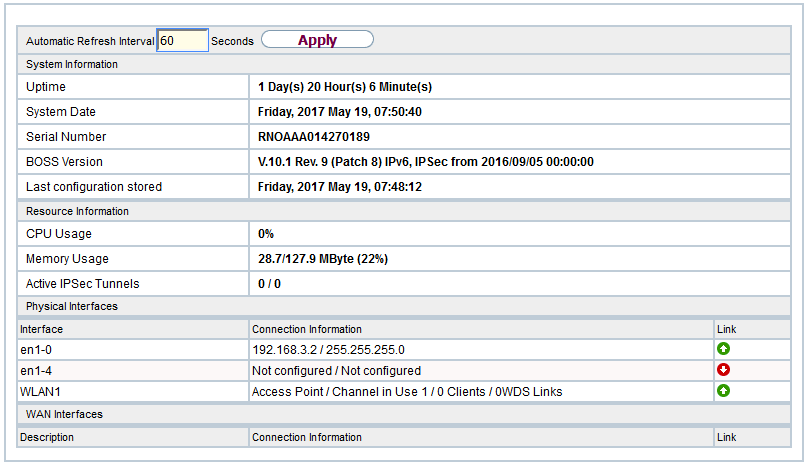 Automatic Refresh Interval 60 Seconds Apply
System Information
Uptime 1 Day(s) 20 Hour(s) 6 Minute(s)
System Date Friday, 2017 May 19, 07:50:40
Serial Number RNOAAA014270189
BOSS Version V.10.1 Rev. 9 (Patch 8) IPv6, IPSec from 2016/09/05 00:00:00
Last configuration stored Friday, 2017 May 19, 07:48:12
Resource Information
CPU Usage 0%
Memory Usage 28.7/127.9 MByte (22%)
Active IPSec Tunnels 0 / 0
Physical Interfaces
Interface Connection Information Link
en1-0 192.168.3.2 / 255.255.255.0
en1-4 Not configured / Not configured
WLAN1 Access Point / Channel in Use 1 / 0 Clients / 0WDS Links
WAN Interfaces
Description Connection Information Link